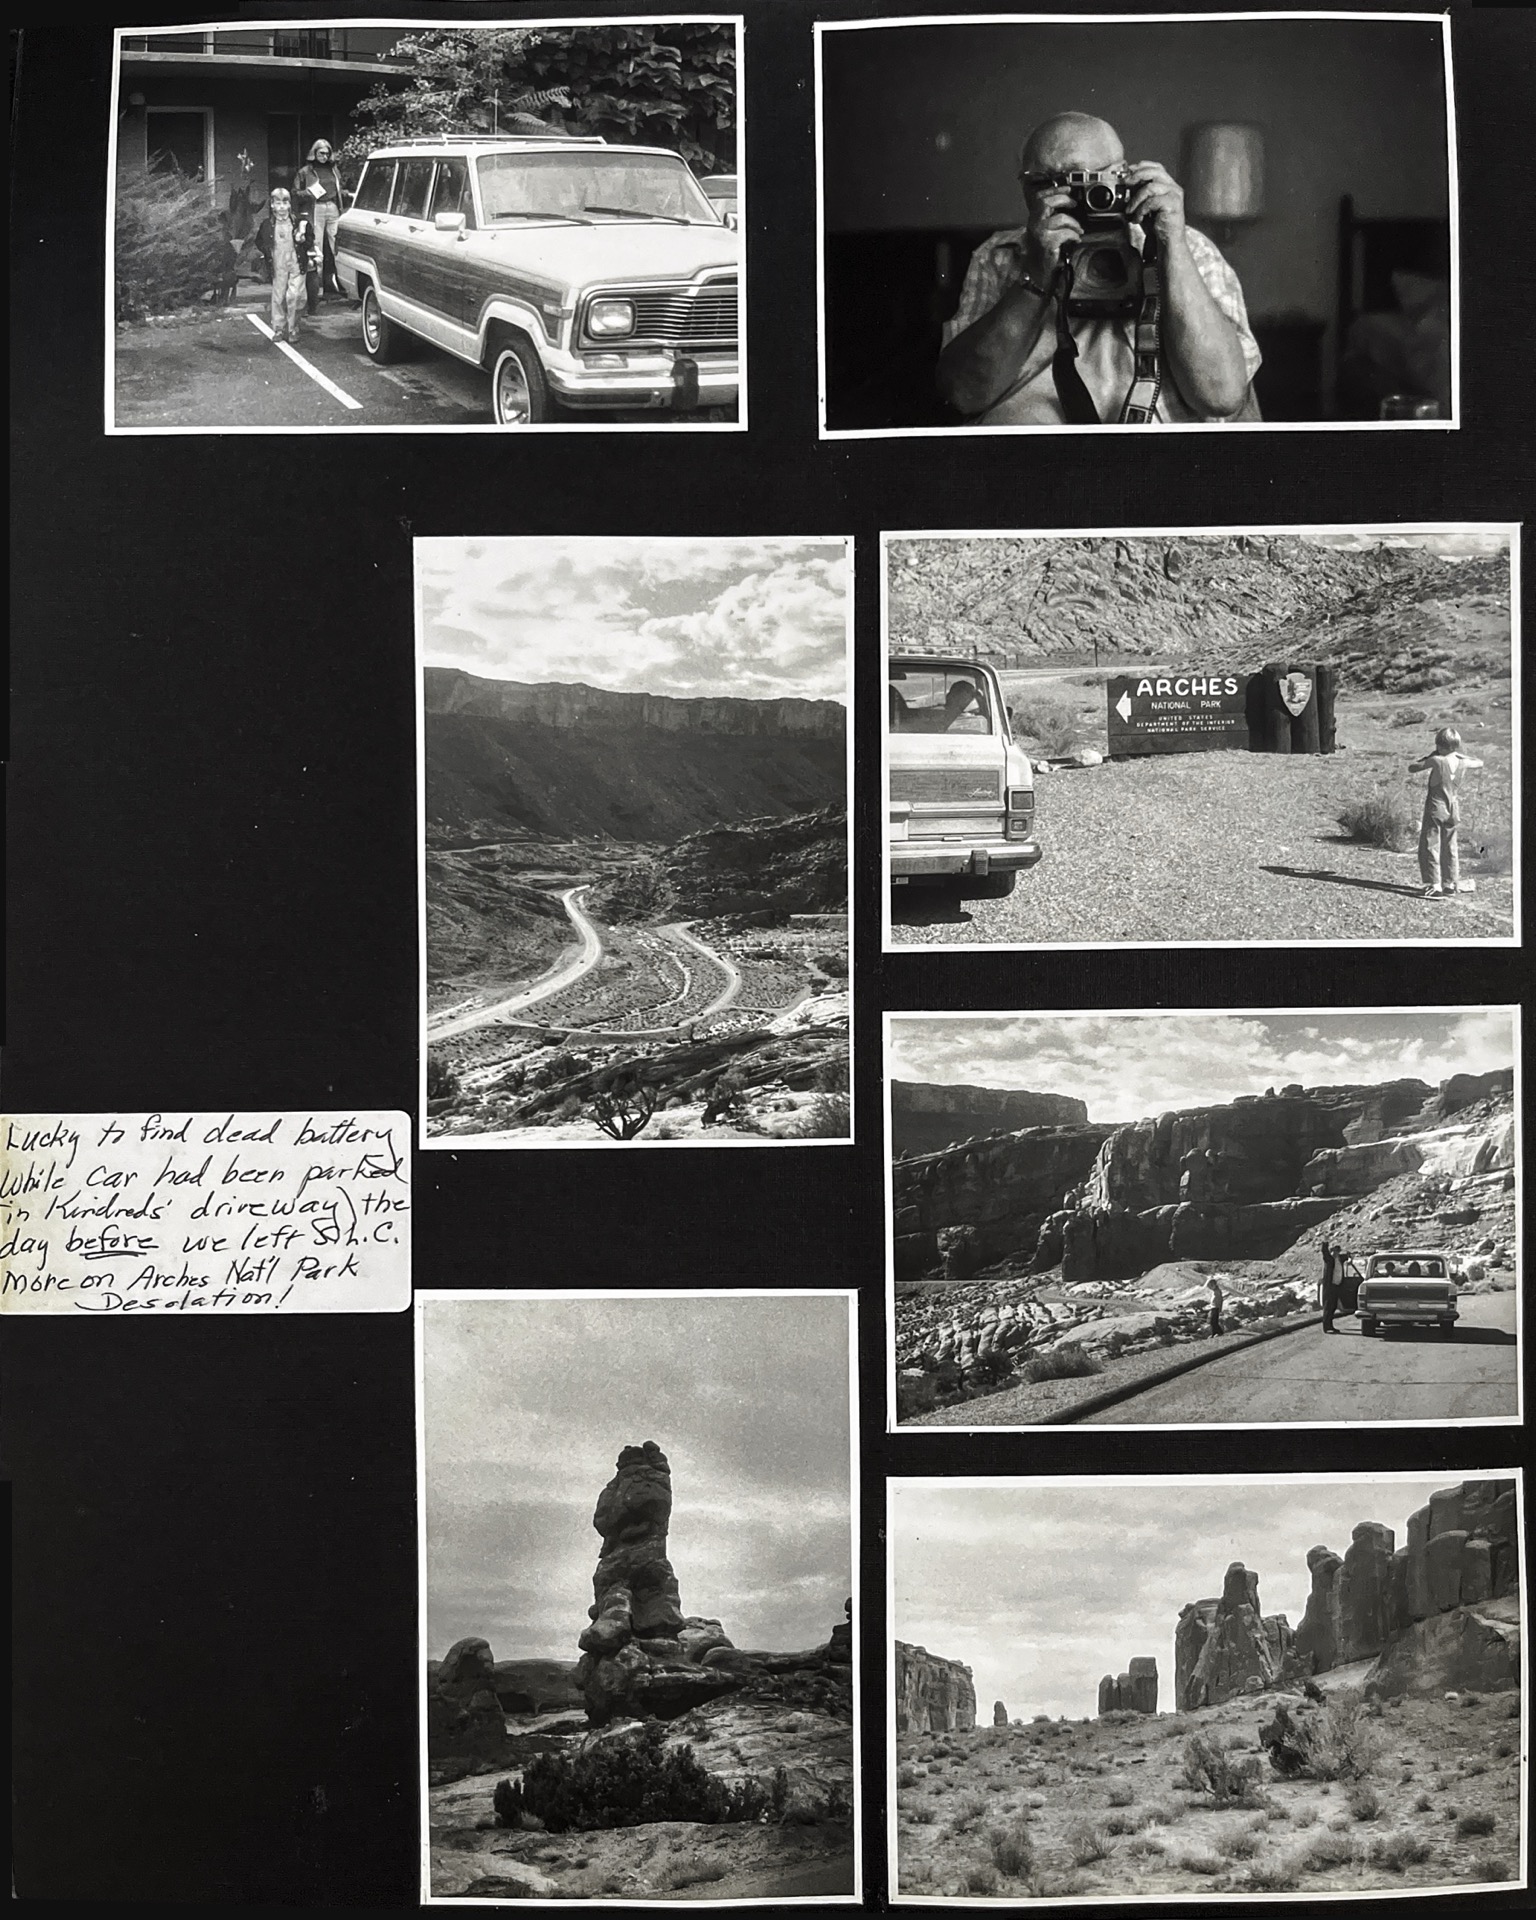 ARCHES
NATIONAL PARK
UNITED STATES
DEPARTMENT OF THE INTERIOR
NATIONAL PARK SERVICE
Lucky to find dead battery
while car had been parked
in Kindreds' driveway) the
day before we left S.L.C.
More on Arches Nat'l Park
Desolation!